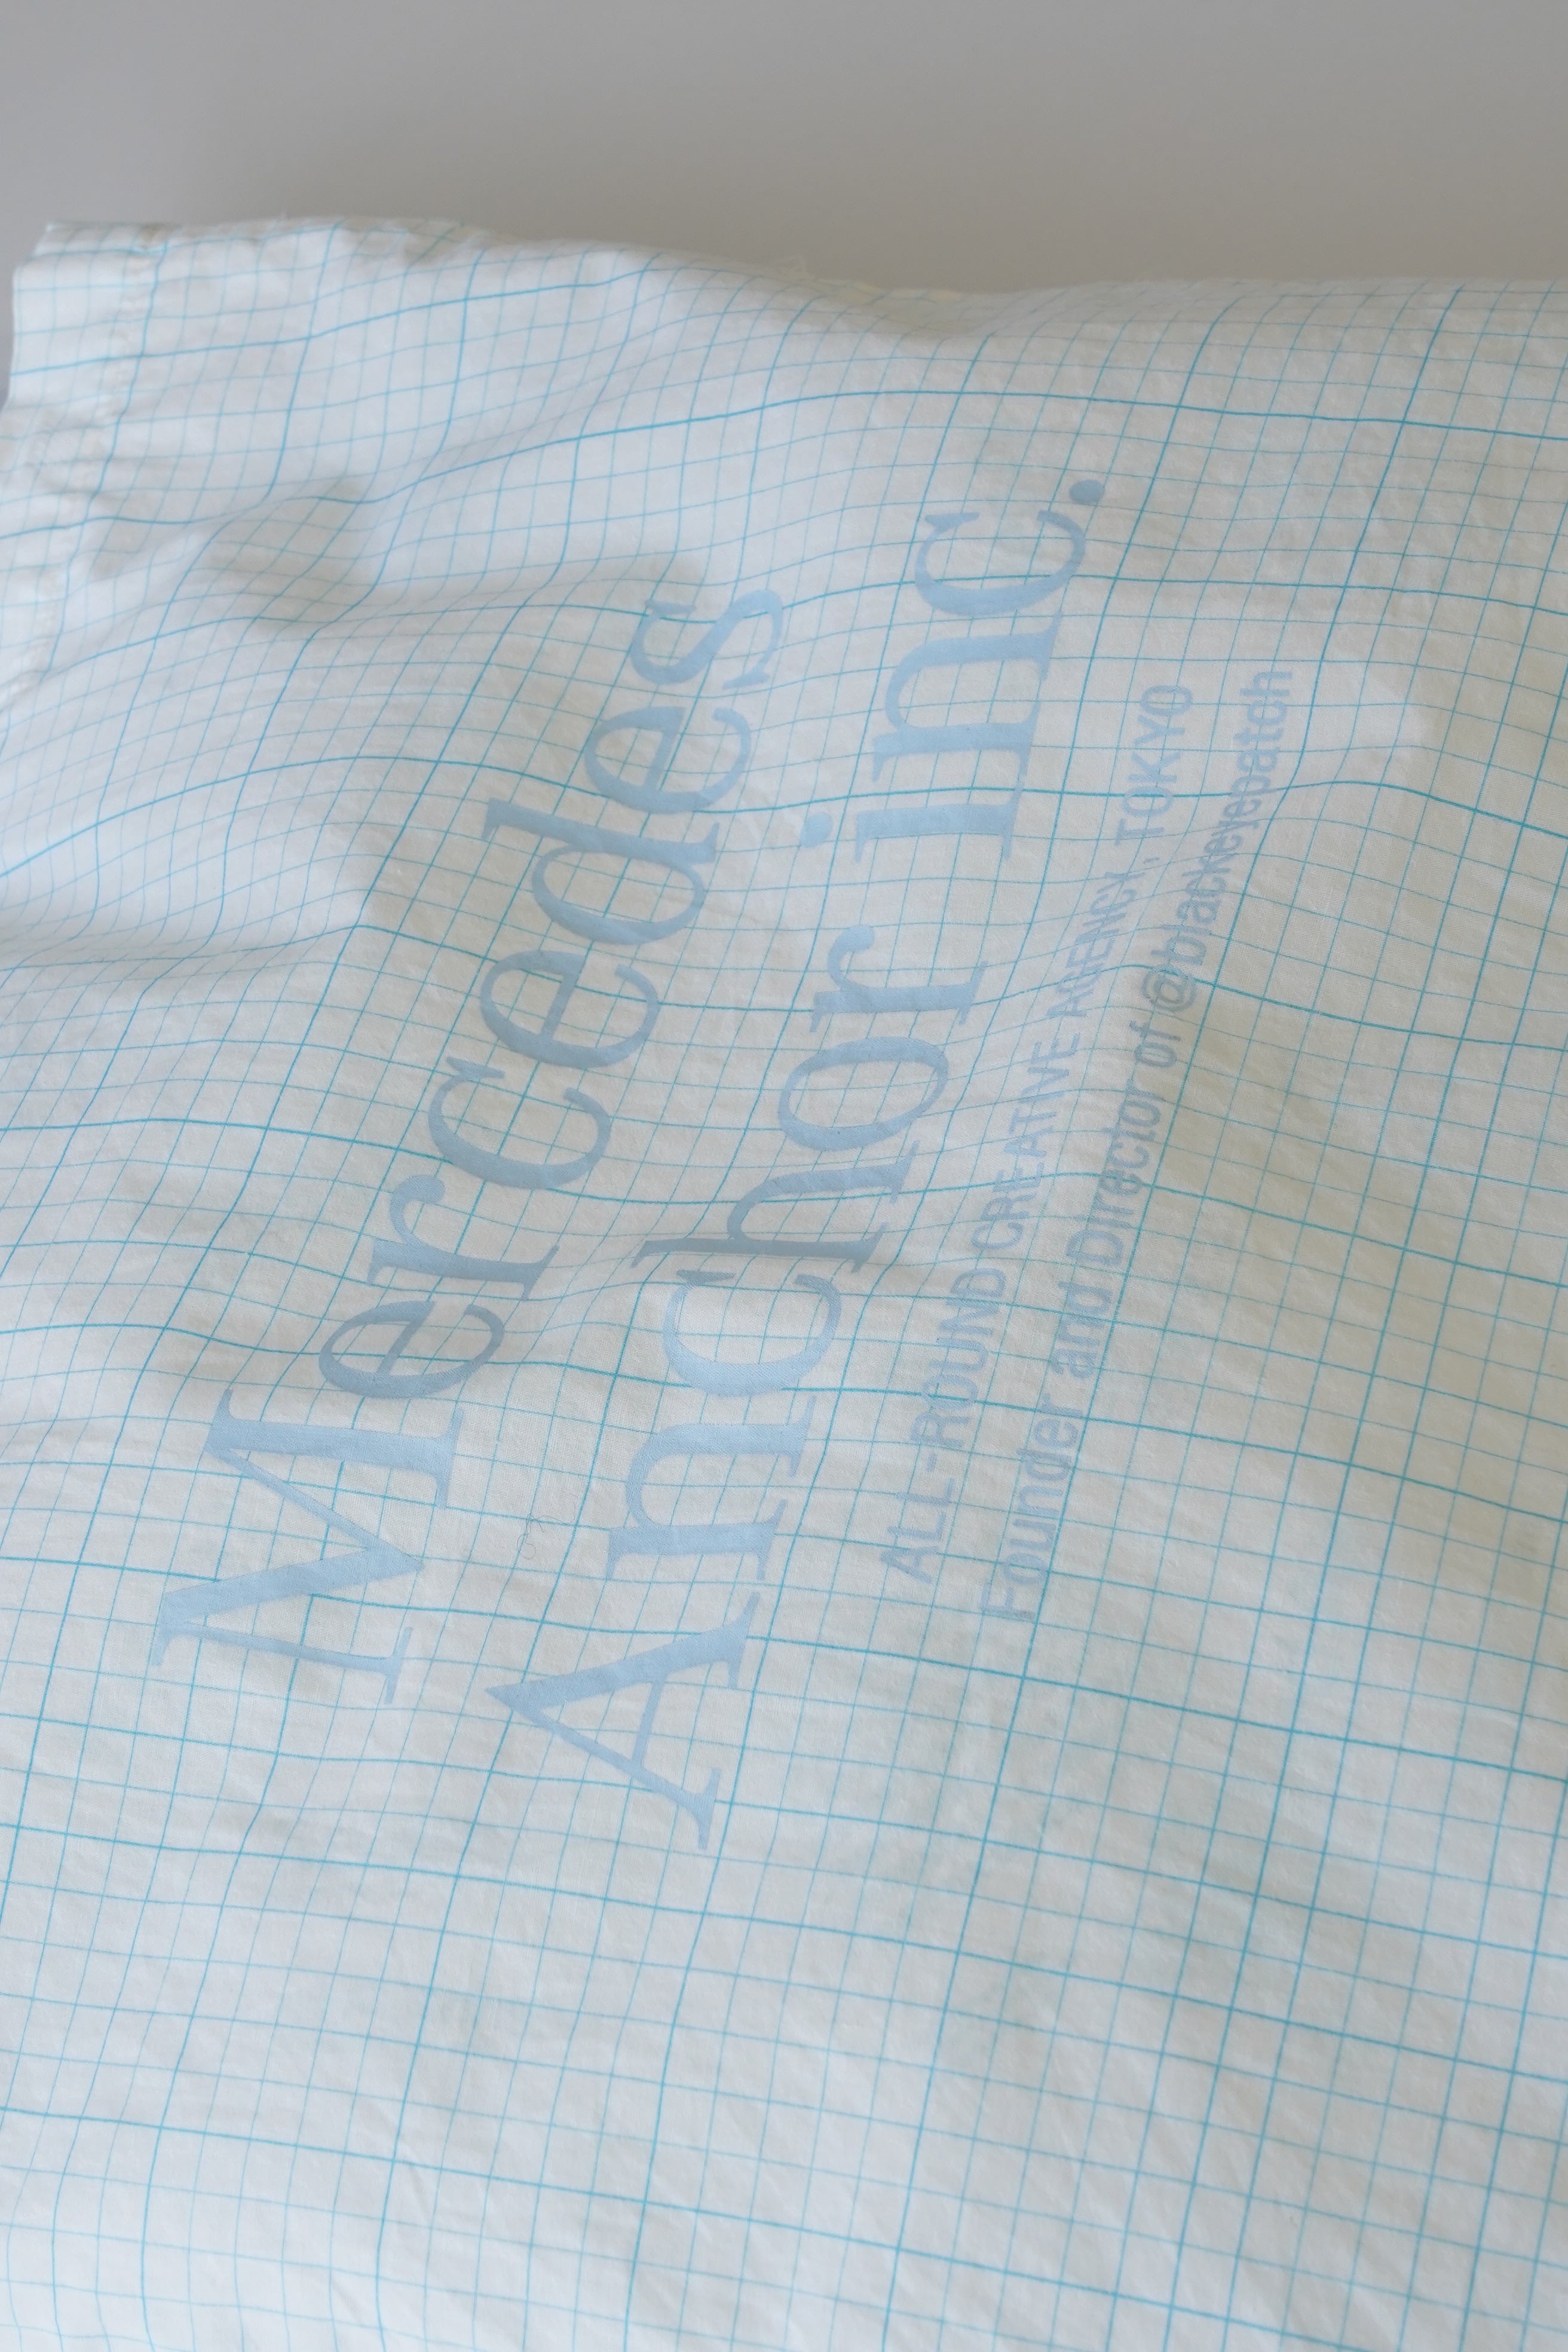 Mercedes
Anchor inc.
ALL-ROUND CREATIVE AGENCY, TOKYO
Founder and Director of @blackeyepatch